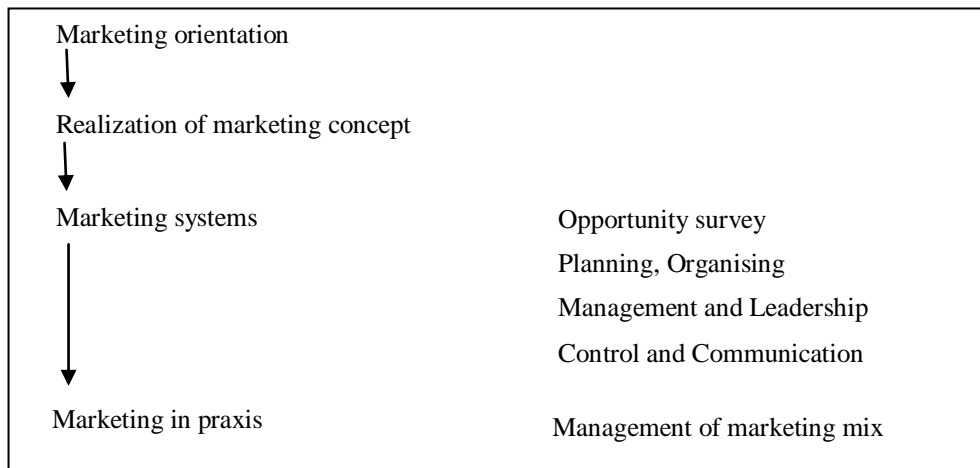 Marketing orientation
Realization of marketing concept
Marketing systems
Opportunity survey
Planning, Organising
Management and Leadership
Control and Communication
Marketing in praxis
Management of marketing mix